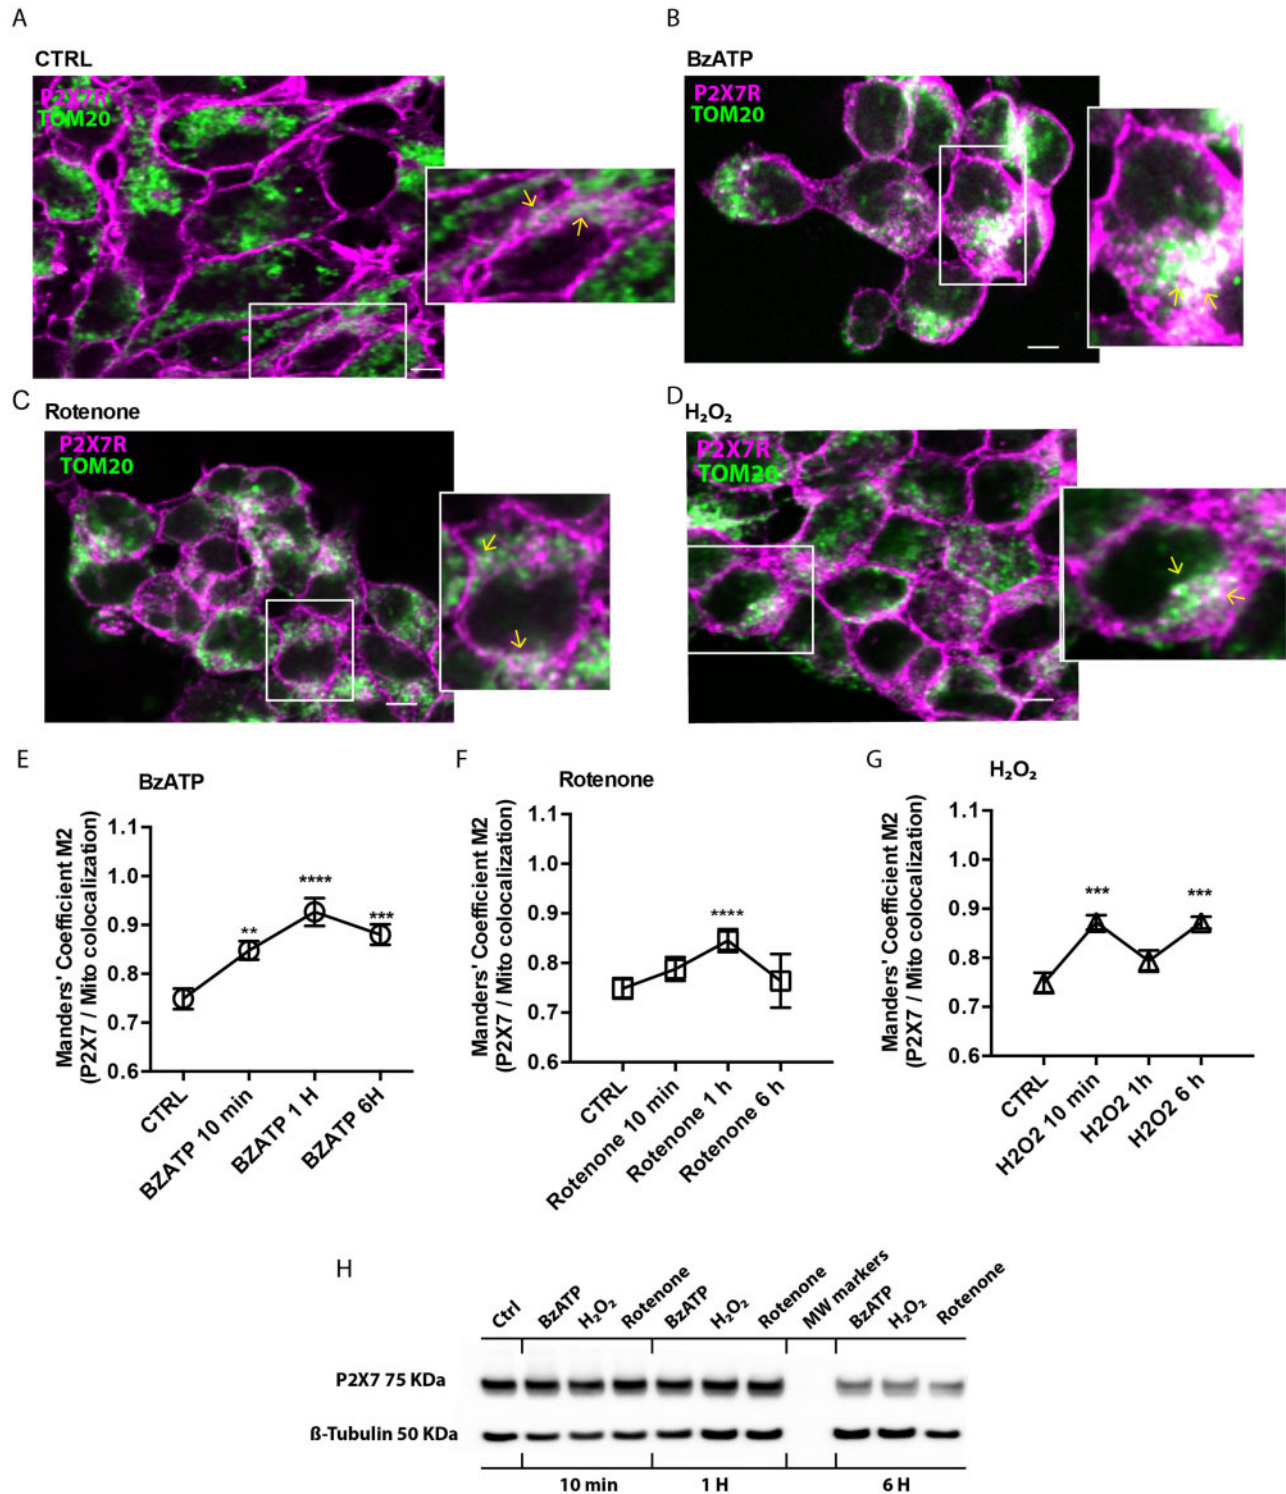 A
CTRL
P2X7R
TOM20
B
BzATP
P2X7R
TOM20
C
Rotenone
P2X7R
TOM20
D
H₂O₂
P2X7R
TOM20
E
BzATP
Manders' Coefficient M2
(P2X7 / Mito colocalization)
1.1
1.0
0.9
0.8
0.7
0.6
**
****
***
CTRL
BZATP 10 min
BZATP 1 H
BZATP 6H
F
Rotenone
Manders' Coefficient M2
(P2X7 / Mito colocalization)
1.1
1.0
0.9
0.8
0.7
0.6
****
CTRL
Rotenone 10 min
Rotenone 1 h
Rotenone 6 h
G
H₂O₂
Manders' Coefficient M2
(P2X7 / Mito colocalization)
1.1
1.0
0.9
0.8
0.7
0.6
***
***
CTRL
H2O2 10 min
H2O2 1h
H2O2 6 h
H
Ctrl BzATP H₂O₂ Rotenone BzATP H₂O₂ Rotenone MW markers BzATP H₂O₂ Rotenone
P2X7 75 KDa
ß-Tubulin 50 KDa
10 min 1 H 6 H